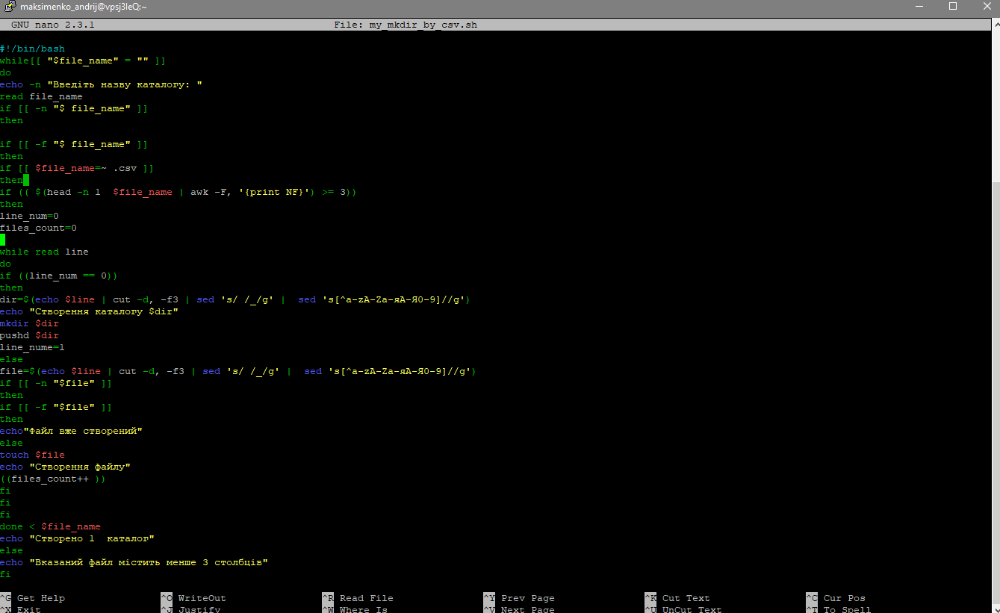 maksimenko_andrij@vpsj3leQ:~
GNU nano 2.3.1 File: my_mkdir_by_csv.sh
#!/bin/bash
while[[ "$file_name" = "" ]]
do
echo -n "Введіть назву каталогу: "
read file_name
if [[ -n "$ file_name" ]]
then
if [[ -f "$ file_name" ]]
then
if [[ $file_name=~ .csv ]]
then
if (( $(head -n 1  $file_name | awk -F, '{print NF}') >= 3))
then
line_num=0
files_count=0
while read line
do
if ((line_num == 0))
then
dir=$(echo $line | cut -d, -f3 | sed 's/ /_/g' |  sed 's[^a-zA-Za-яА-Я0-9]//g')
echo "Створення каталогу $dir"
mkdir $dir
pushd $dir
line_nume=1
else
file=$(echo $line | cut -d, -f3 | sed 's/ /_/g' |  sed 's[^a-zA-Za-яА-Я0-9]//g')
if [[ -n "$file" ]]
then
if [[ -f "$file" ]]
then
echo"Файл вже створений"
else
touch $file
echo "Створення файлу"
((files_count++ ))
fi
fi
fi
done < $file_name
echo "Створено 1  каталог"
else
echo "Вказаний файл містить менше 3 столбців"
fi
^G Get Help ^O WriteOut ^R Read File ^Y Prev Page ^K Cut Text ^C Cur Pos
^X Exit ^J Justify ^W Where Is ^V Next Page ^U UnCut Text ^T To Spell